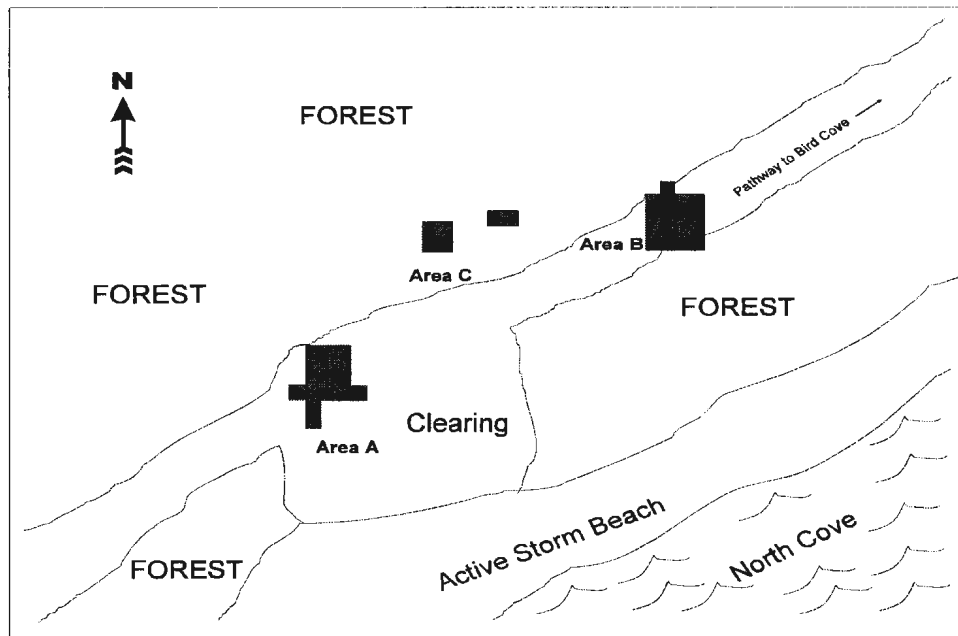 N
FOREST
Pathway to Bird Cove
Area B
Area C
FOREST
FOREST
Clearing
Area A
Active Storm Beach
North Cove
FOREST